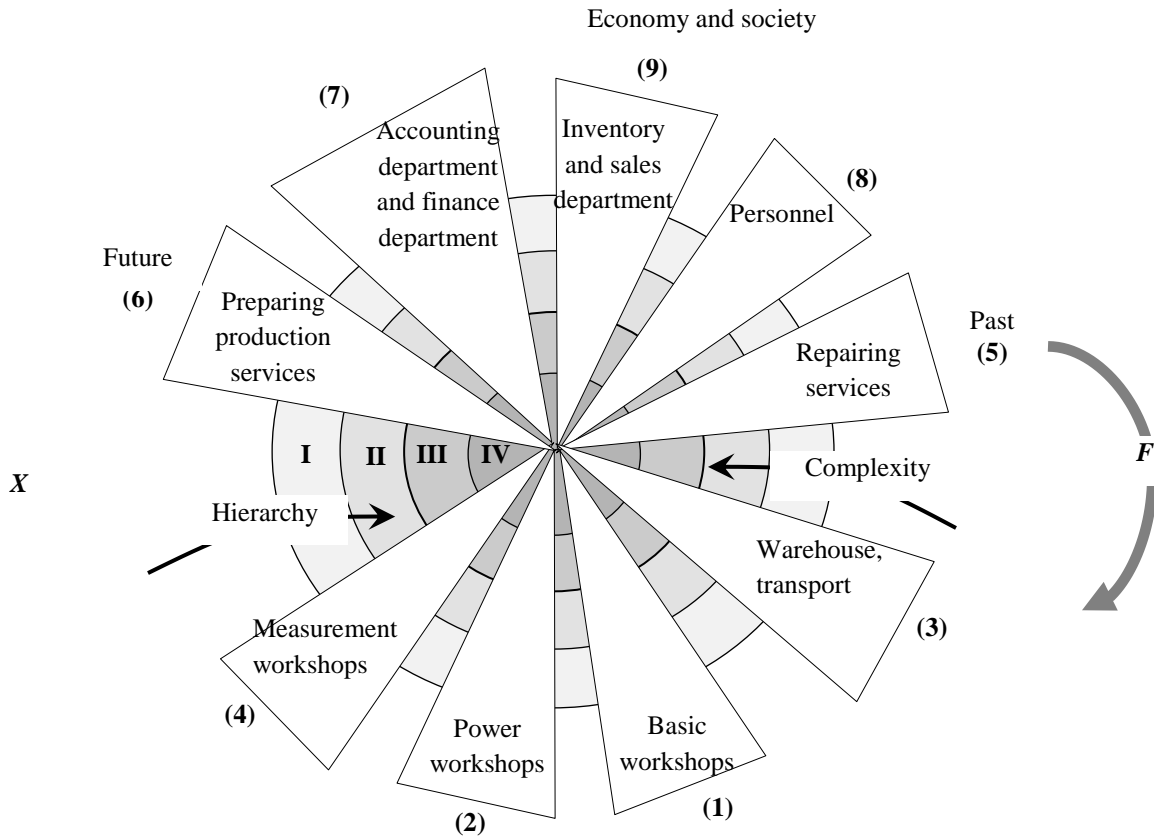 Economy and society
(9)
(7)
Accounting
department
and finance
department
Inventory
and sales
department
(8)
Personnel
Future
(6)
Preparing
production
services
Past
(5)
Repairing
services
I
II
III
IV
X
F
Complexity
Hierarchy
Warehouse,
transport
(3)
Measurement
workshops
(4)
Power
workshops
(2)
Basic
workshops
(1)